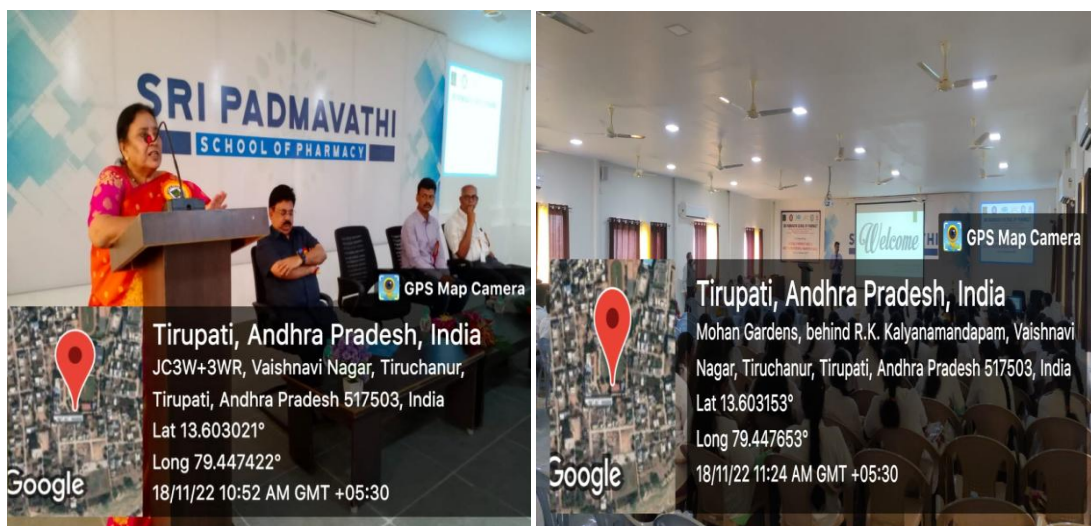 SRI PADMAVATHI
SCHOOL OF PHARMACY
GPS Map Camera
Tirupati, Andhra Pradesh, India
JC3W+3WR, Vaishnavi Nagar, Tiruchanur,
Tirupati, Andhra Pradesh 517503, India
Lat 13.603021°
Long 79.447422°
18/11/22 10:52 AM GMT +05:30
Google
Welcome
GPS Map Camera
Tirupati, Andhra Pradesh, India
Mohan Gardens, behind R.K. Kalyanamandapam, Vaishnavi
Nagar, Tiruchanur, Tirupati, Andhra Pradesh 517503, India
Lat 13.603153°
Long 79.447653°
18/11/22 11:24 AM GMT +05:30
Google